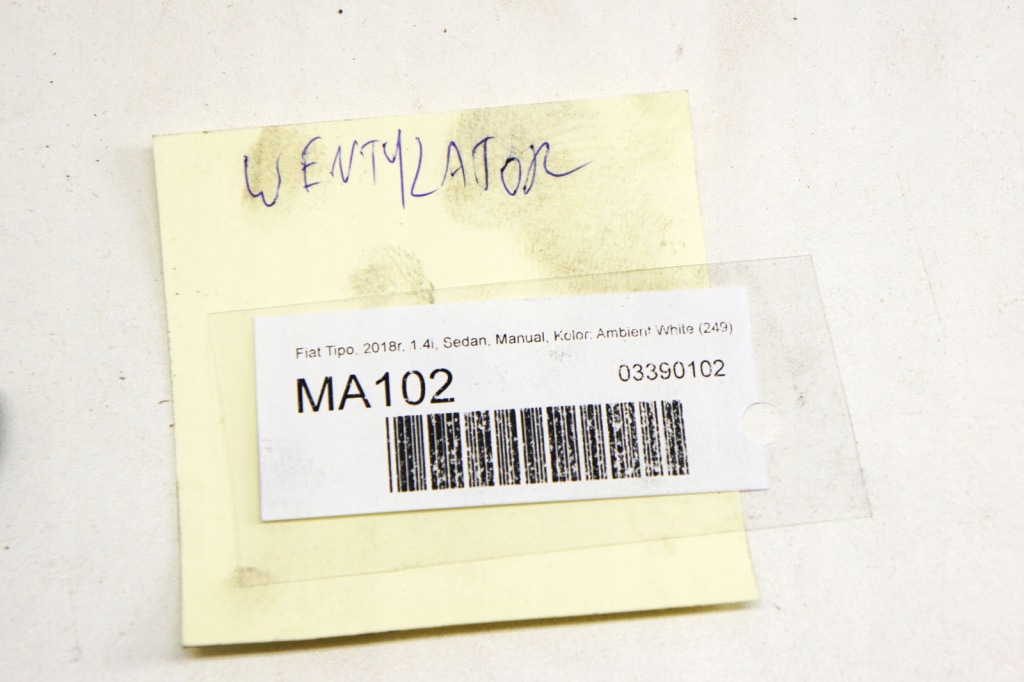 WENTYLATOR
Fiat Tipo. 2018r, 1.4i, Sedan, Manual, Kolor: Ambient White (249)
MA102
03390102